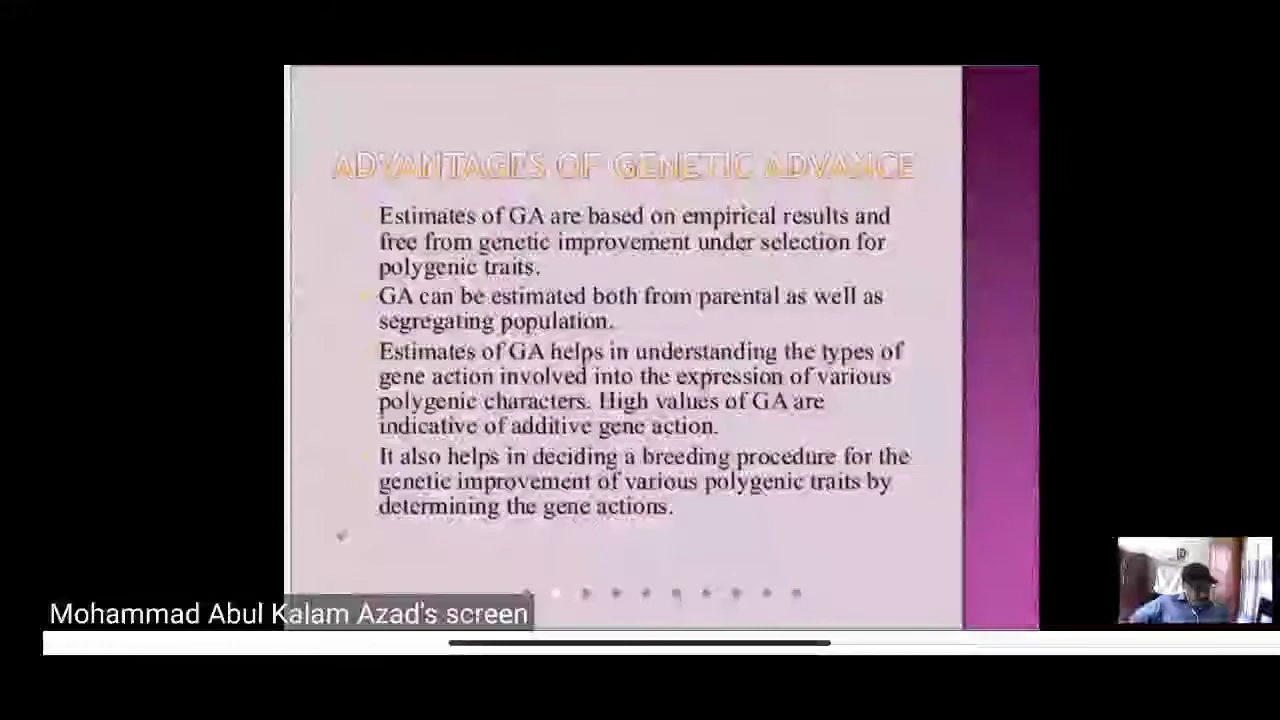 ADVANTAGES OF GENETIC ADVANCE
Estimates of GA are based on empirical results and
free from genetic improvement under selection for
polygenic traits.
GA can be estimated both from parental as well as
segregating population.
Estimates of GA helps in understanding the types of
gene action involved into the expression of various
polygenic characters. High values of GA are
indicative of additive gene action.
It also helps in deciding a breeding procedure for the
genetic improvement of various polygenic traits by
determining the gene actions.
Mohammad Abul Kalam Azad's screen